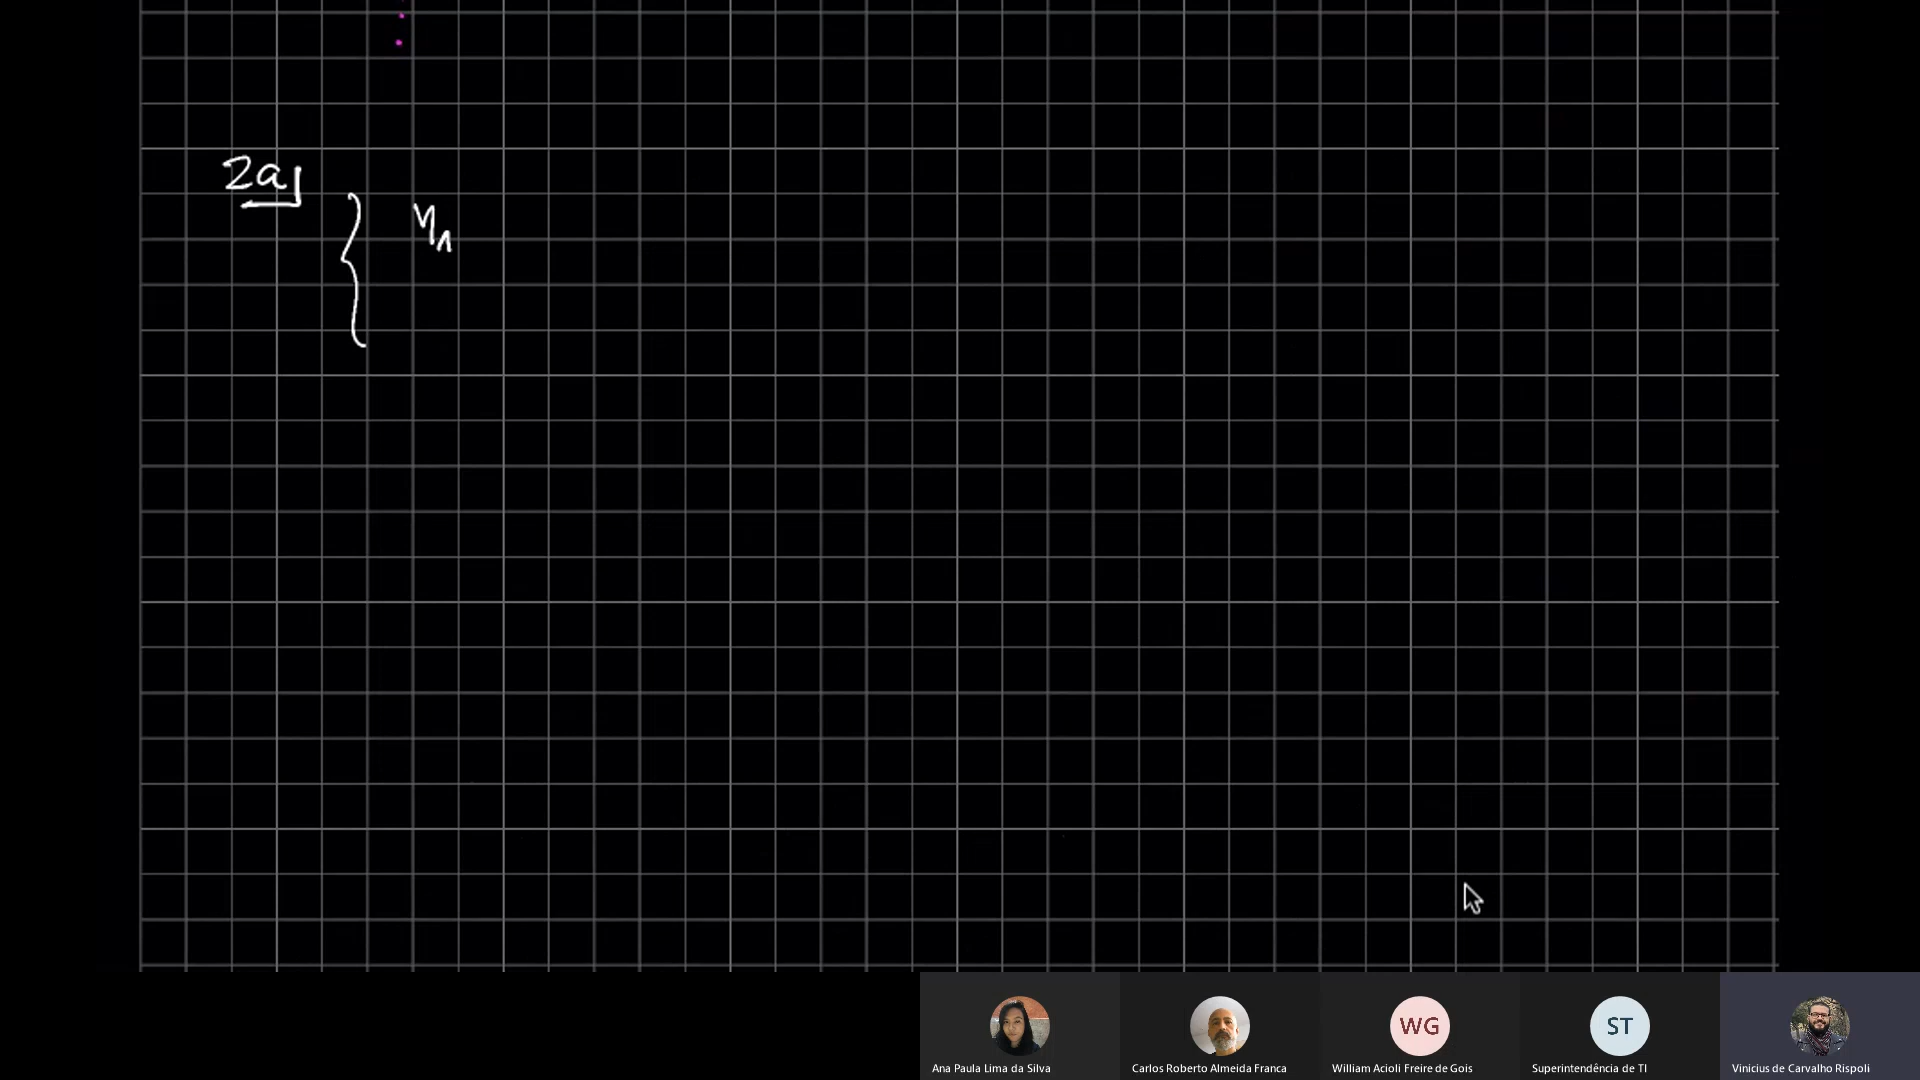 2a
{ y₁
WG
ST
Ana Paula Lima da Silva
Carlos Roberto Almeida Franca
William Acioli Freire de Gois
Superintendência de TI
Vinicius de Carvalho Rispoli